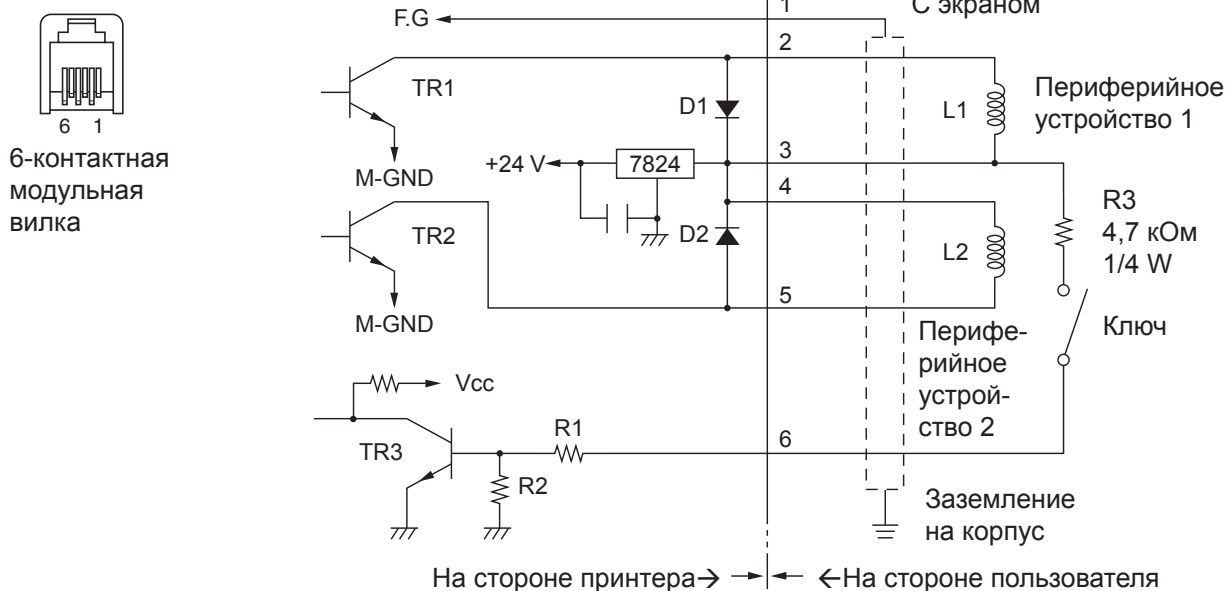 1
С экраном
F.G
2
TR1
D1
L1
Периферийное
устройство 1
6 1
6-контактная
модульная
вилка
+24 V
7824
3
M-GND
4
R3
4,7 кОм
1/4 W
TR2
D2
L2
5
M-GND
Ключ
Перифе-
рийное
устрой-
ство 2
Vcc
R1
6
TR3
R2
Заземление
на корпус
На стороне принтера→
←На стороне пользователя